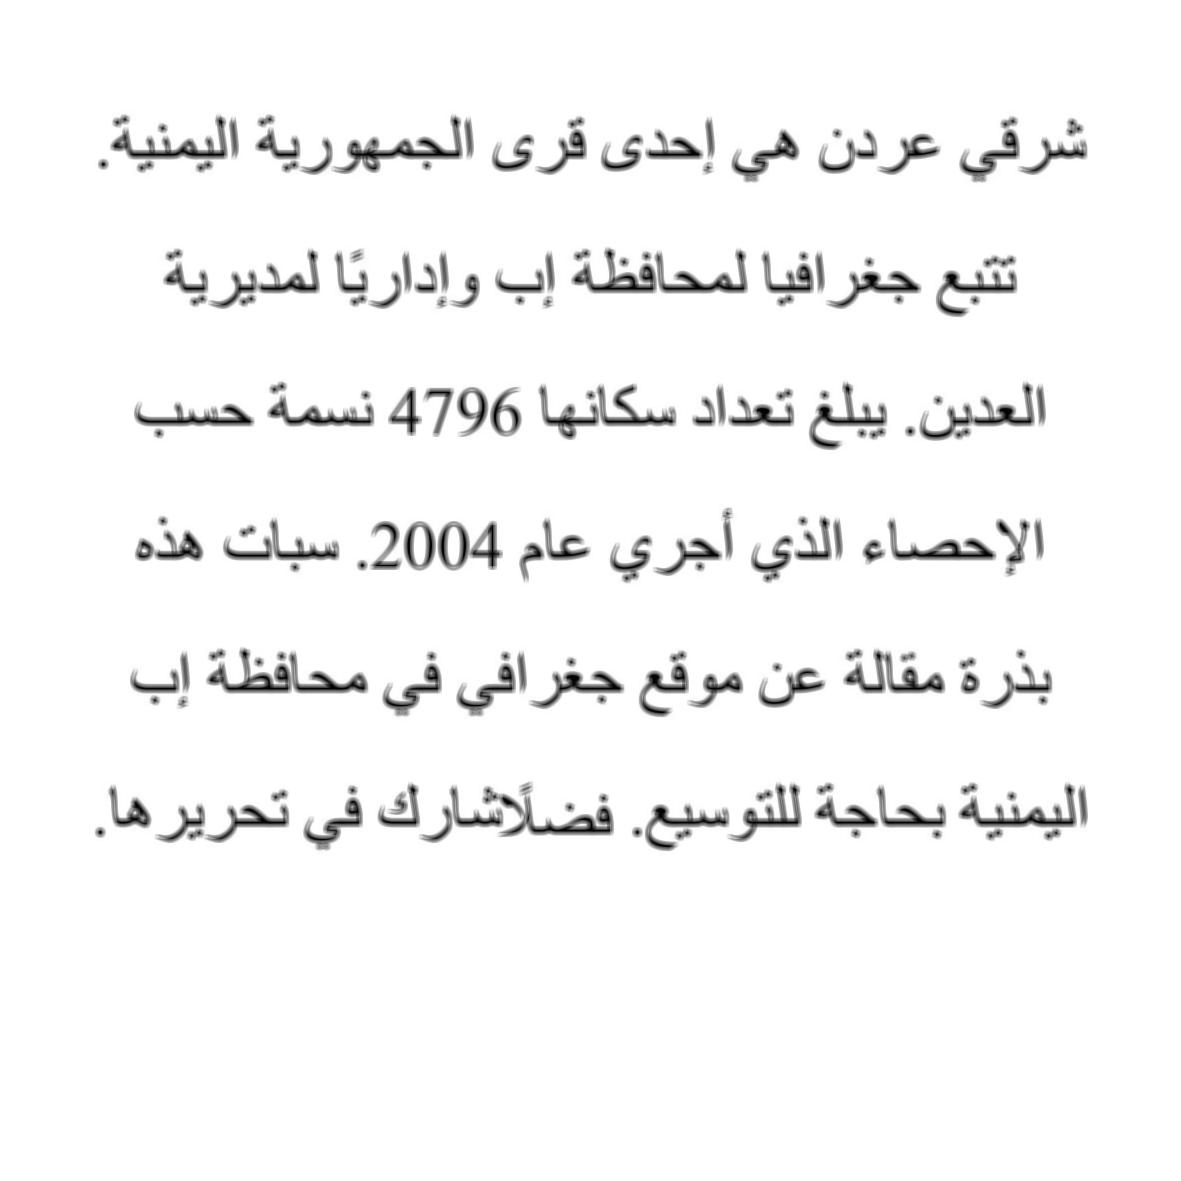 شرقي عردن هي إحدى قرى الجمهورية اليمنية.
تتبع جغرافيا لمحافظة إب وإداريًا لمديرية
العدين. يبلغ تعداد سكانها 4796 نسمة حسب
الإحصاء الذي أجري عام 2004. سبات هذه
بذرة مقالة عن موقع جغرافي في محافظة إب
اليمنية بحاجة للتوسيع. فضلًاشارك في تحريرها.